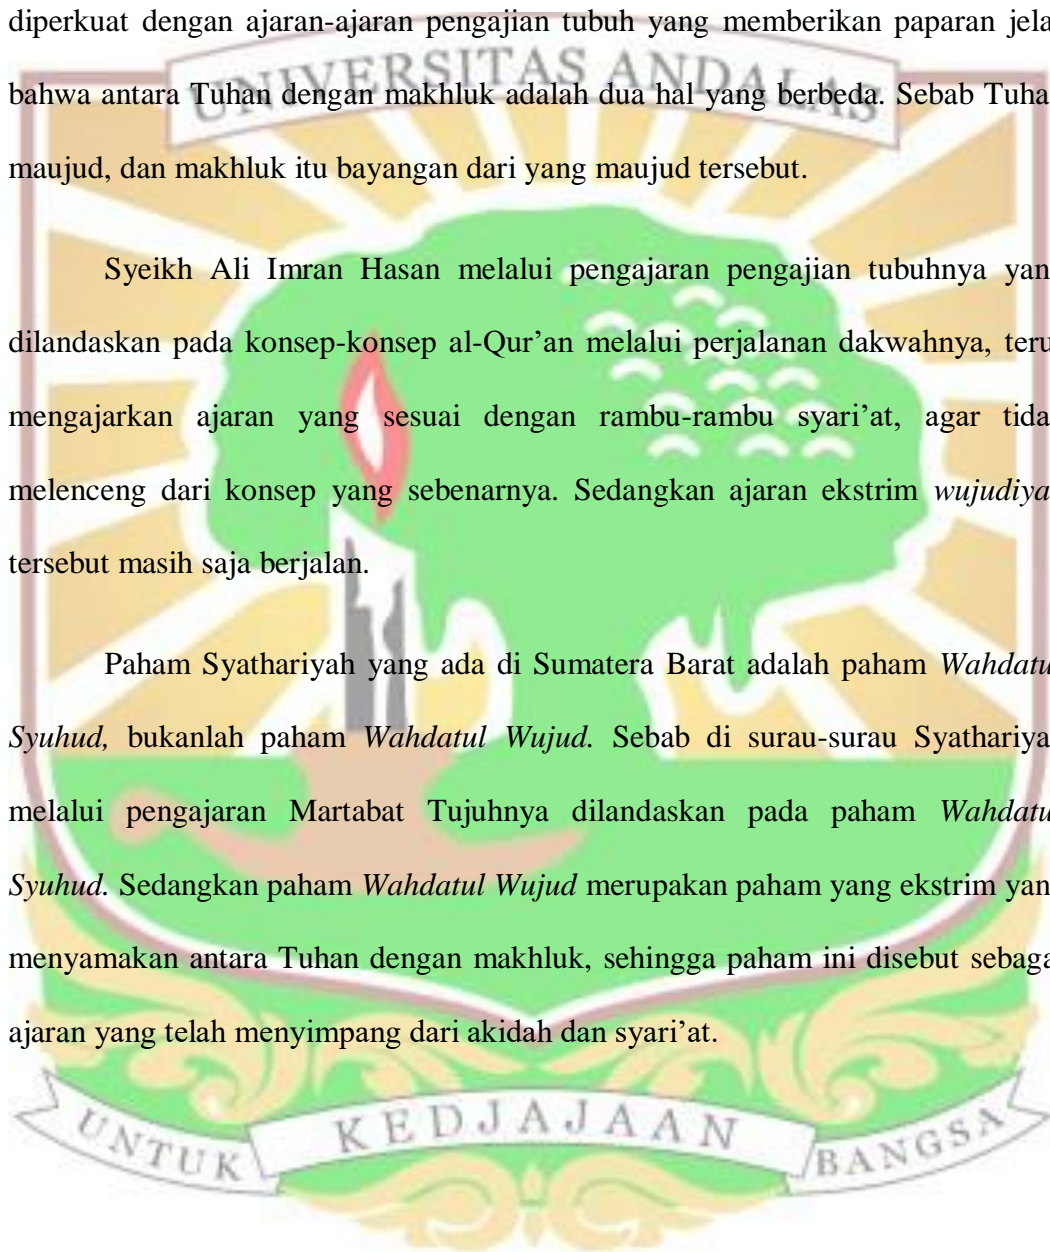 diperkuat dengan ajaran-ajaran pengajian tubuh yang memberikan paparan jela
UNIVERSITAS ANDALAS
bahwa antara Tuhan dengan makhluk adalah dua hal yang berbeda. Sebab Tuha
maujud, dan makhluk itu bayangan dari yang maujud tersebut.
Syeikh Ali Imran Hasan melalui pengajaran pengajian tubuhnya yan
dilandaskan pada konsep-konsep al-Qur’an melalui perjalanan dakwahnya, teru
mengajarkan ajaran yang sesuai dengan rambu-rambu syari’at, agar tida
melenceng dari konsep yang sebenarnya. Sedangkan ajaran ekstrim wujudiya
tersebut masih saja berjalan.
Paham Syathariyah yang ada di Sumatera Barat adalah paham Wahdatu
Syuhud, bukanlah paham Wahdatul Wujud. Sebab di surau-surau Syathariya
melalui pengajaran Martabat Tujuhnya dilandaskan pada paham Wahdatu
Syuhud. Sedangkan paham Wahdatul Wujud merupakan paham yang ekstrim yan
menyamakan antara Tuhan dengan makhluk, sehingga paham ini disebut sebaga
ajaran yang telah menyimpang dari akidah dan syari’at.
UNTUK KEDJAJAAN BANGSA